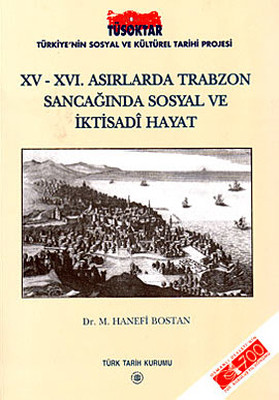 TÜSOKTAR
TÜRKİYE'NİN SOSYAL VE KÜLTÜREL TARİHİ PROJESİ
XV - XVI. ASIRLARDA TRABZON
SANCAĞINDA SOSYAL VE
İKTİSADÎ HAYAT
Dr. M. HANEFİ BOSTAN
TÜRK TARİH KURUMU
700